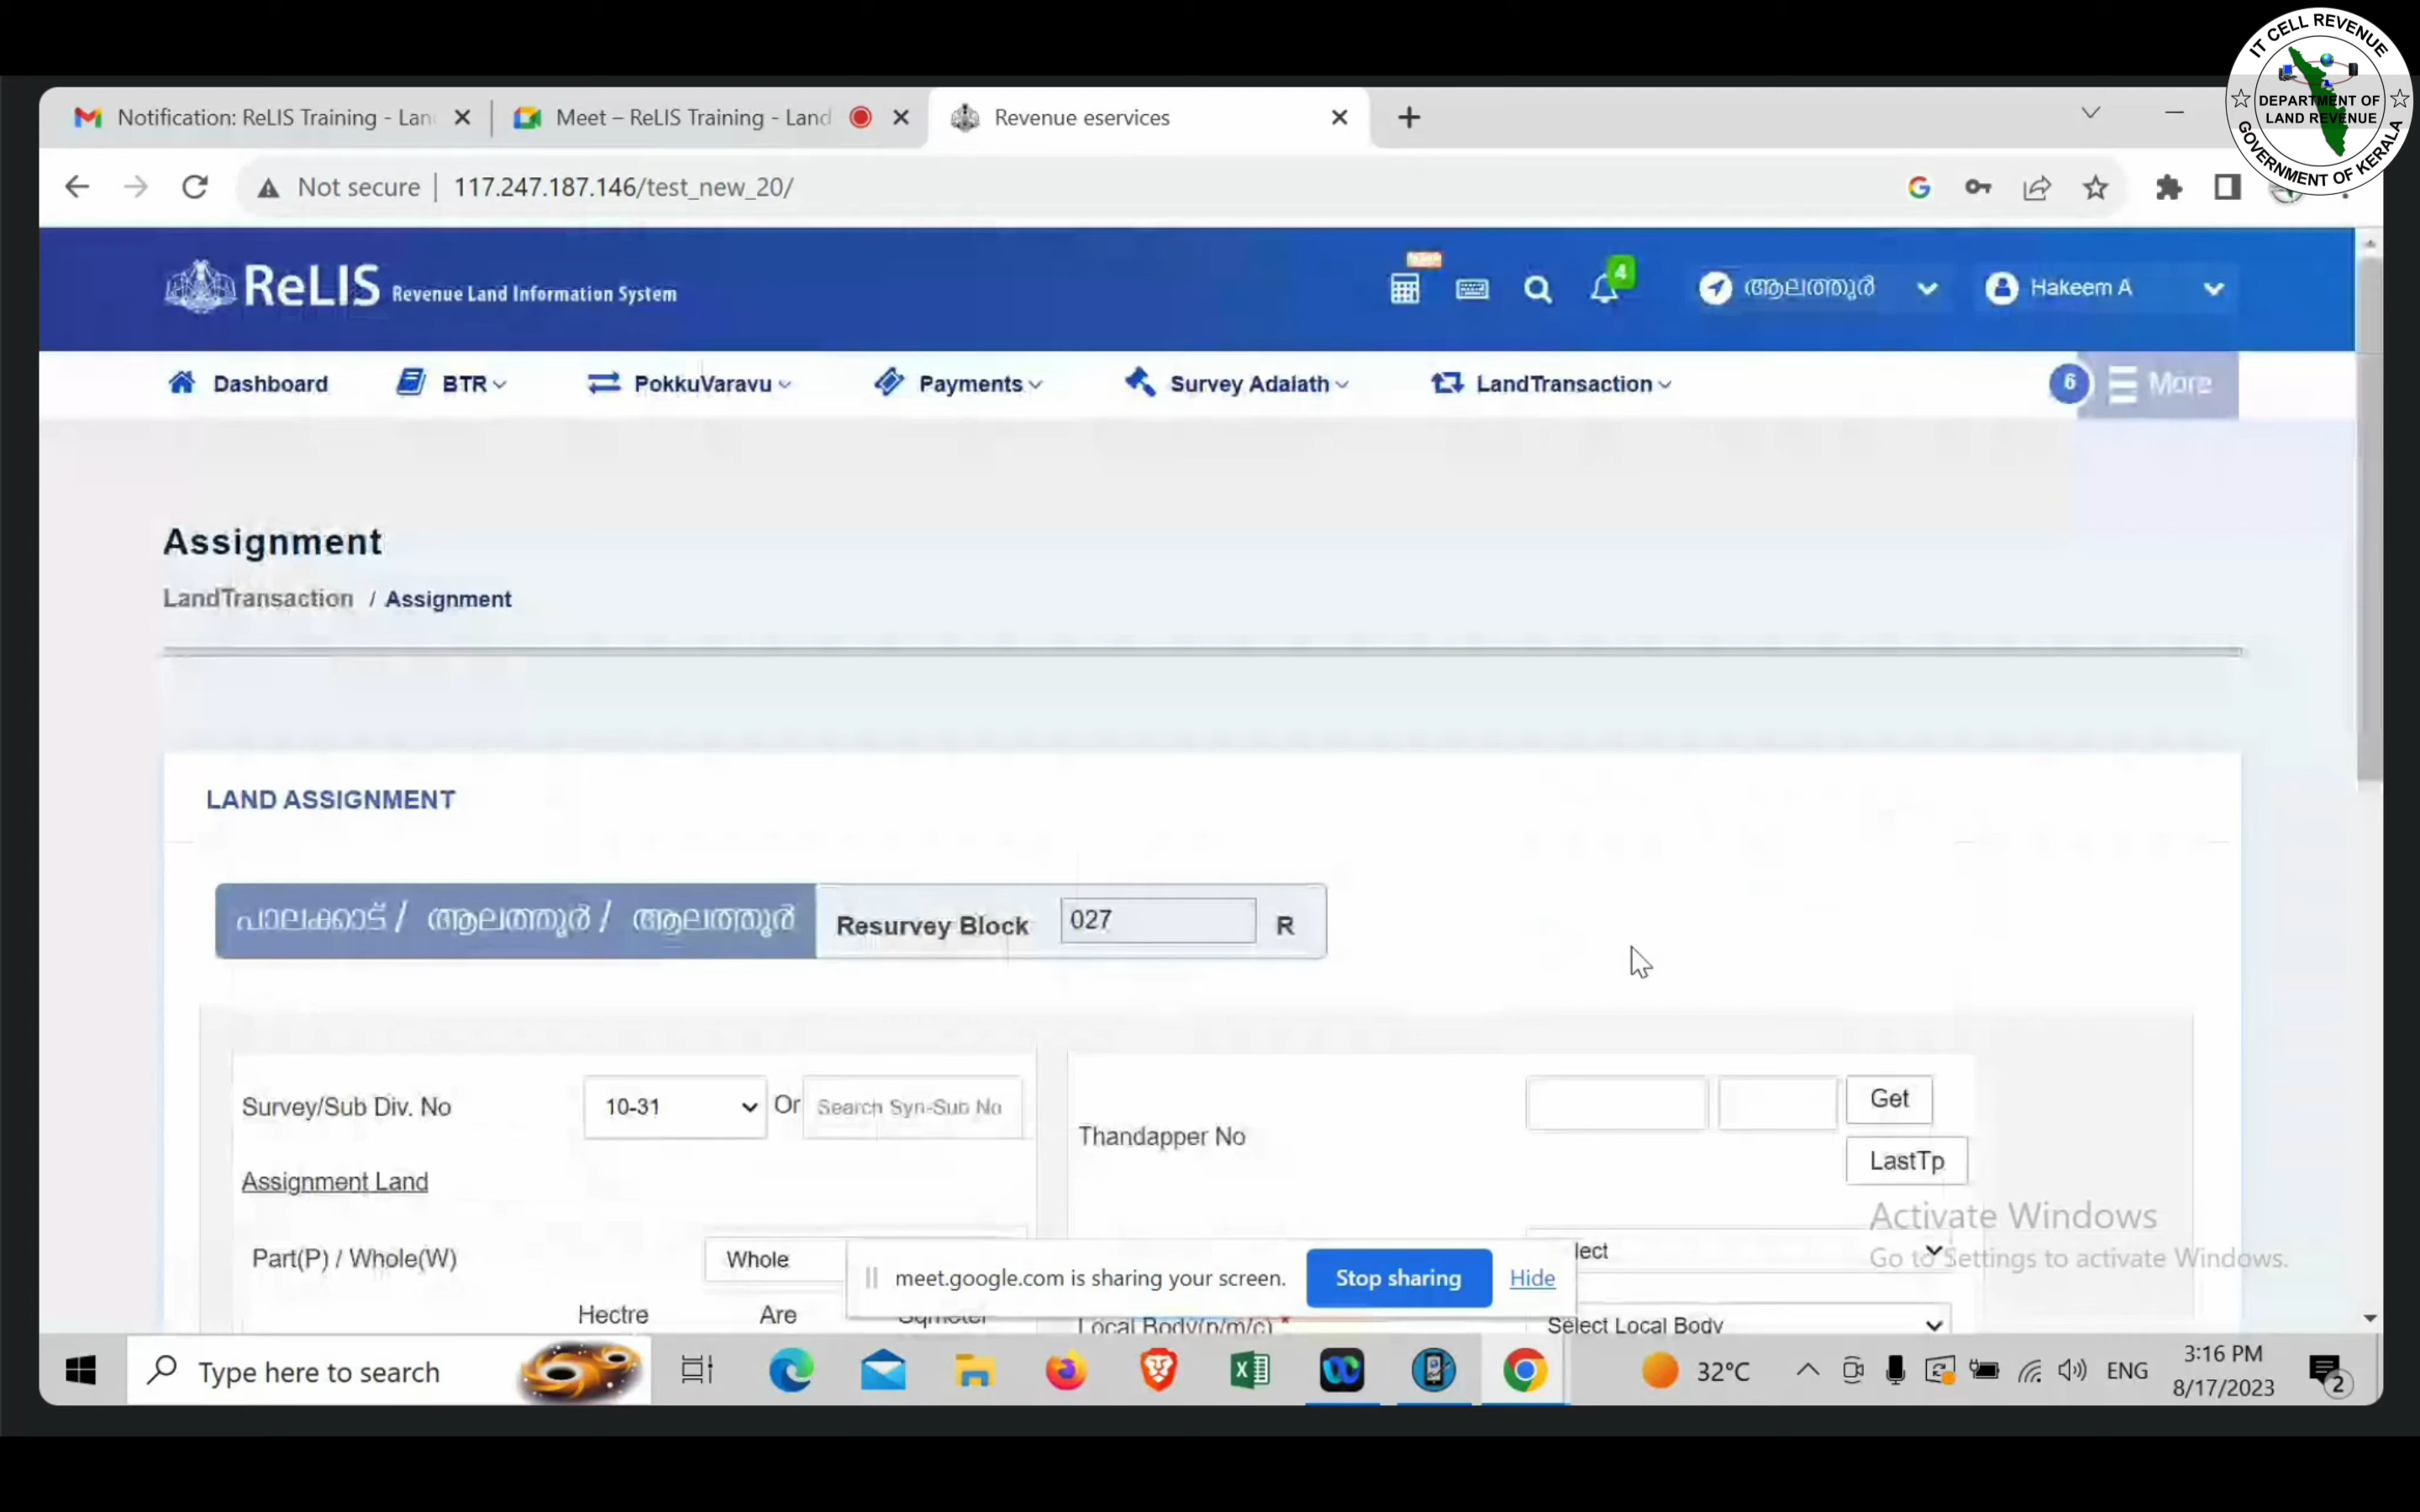 IT CELL REVENUE
DEPARTMENT OF
LAND REVENUE
GOVERNMENT OF KERALA
Notification: ReLIS Training - Lan
Meet – ReLIS Training - Land
Revenue eservices
Not secure
117.247.187.146/test_new_20/
ReLIS Revenue Land Information System
4
ആലത്തൂർ
Hakeem A
Dashboard
BTR
PokkuVaravu
Payments
Survey Adalath
LandTransaction
6
More
Assignment
LandTransaction / Assignment
LAND ASSIGNMENT
പാലക്കാട് / ആലത്തൂർ / ആലത്തൂർ
Resurvey Block
027
R
Survey/Sub Div. No
10-31
Or
Search Syn-Sub No
Thandapper No
Get
LastTp
Assignment Land
Activate Windows
Go to Settings to activate Windows.
Part(P) / Whole(W)
Whole
lect
meet.google.com is sharing your screen.
Stop sharing
Hide
Hectre
Are
Sqmeter
Local Body(p/m/c) *
Select Local Body
Type here to search
32°C
ENG
3:16 PM
8/17/2023
2